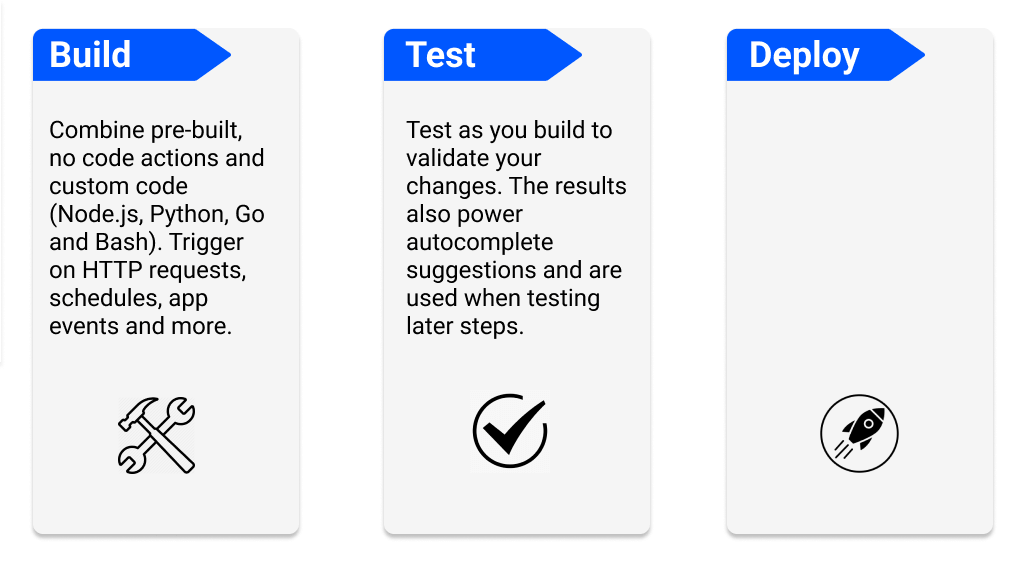 Build
Combine pre-built,
no code actions and
custom code
(Node.js, Python, Go
and Bash). Trigger
on HTTP requests,
schedules, app
events and more.
Test
Test as you build to
validate your
changes. The results
also power
autocomplete
suggestions and are
used when testing
later steps.
Deploy